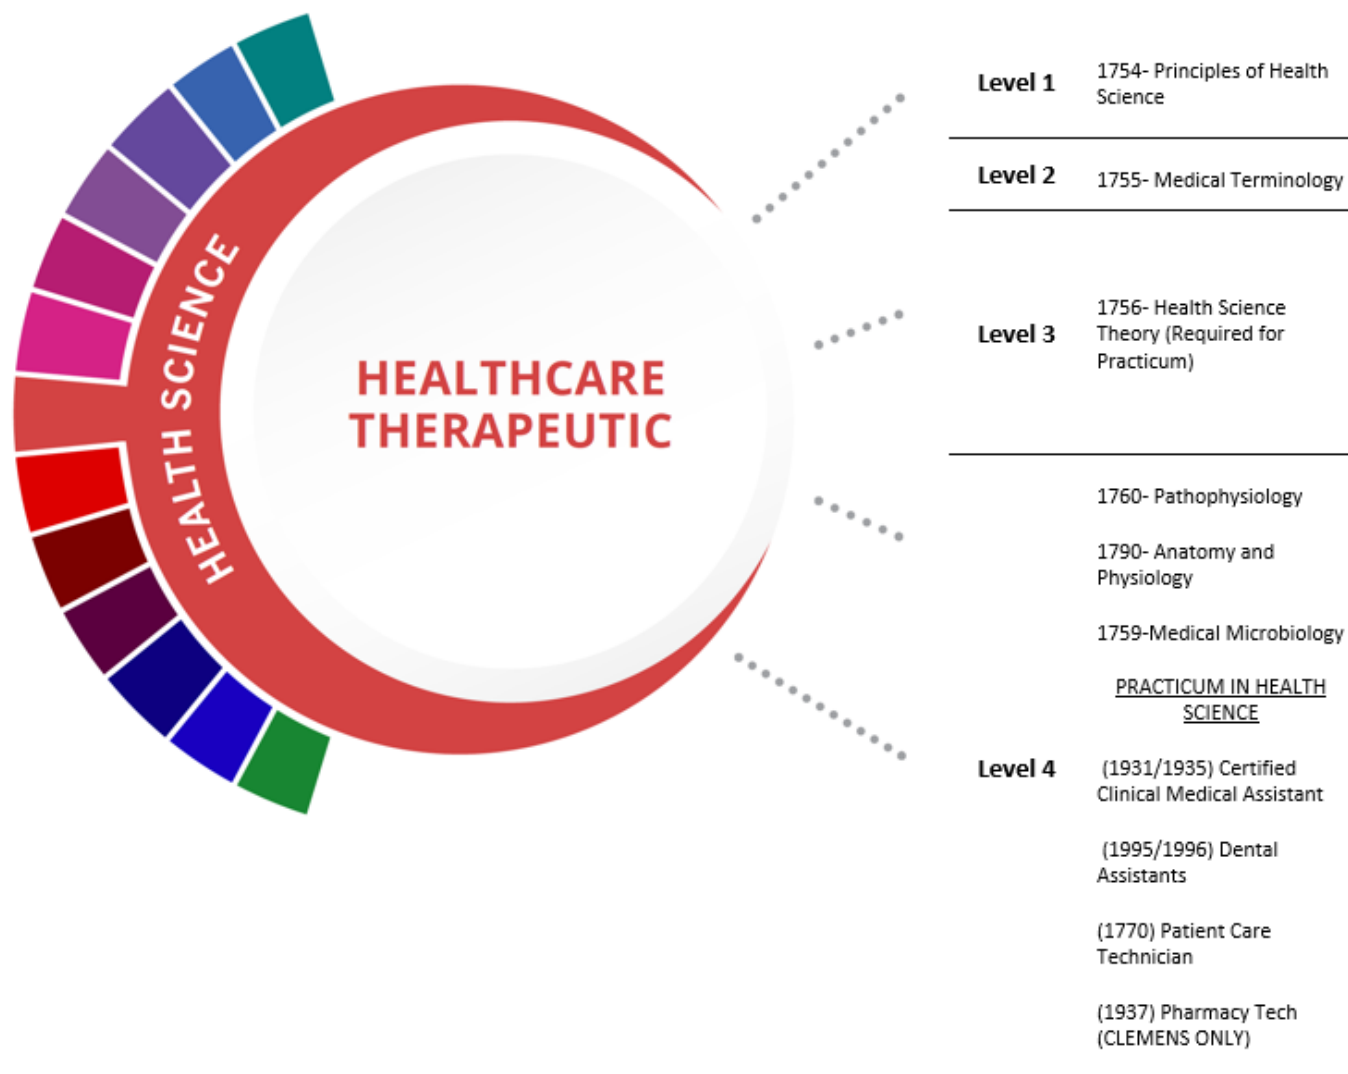 HEALTH SCIENCE
HEALTHCARE
THERAPEUTIC
Level 1
1754- Principles of Health
Science
Level 2
1755- Medical Terminology
Level 3
1756- Health Science
Theory (Required for
Practicum)
Level 4
1760- Pathophysiology
1790- Anatomy and
Physiology
1759-Medical Microbiology
PRACTICUM IN HEALTH
SCIENCE
(1931/1935) Certified
Clinical Medical Assistant
(1995/1996) Dental
Assistants
(1770) Patient Care
Technician
(1937) Pharmacy Tech
(CLEMENS ONLY)